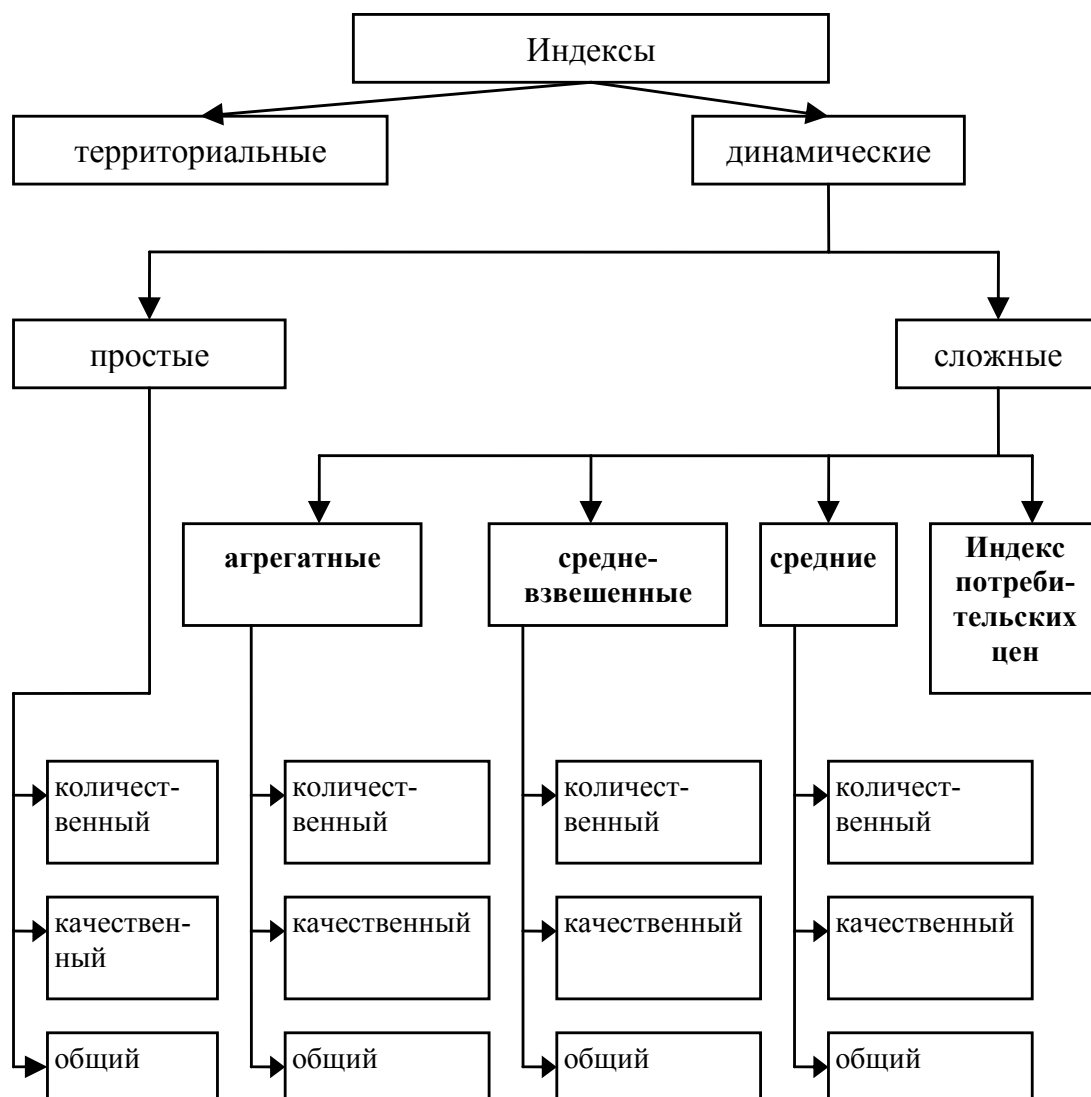 Индексы
территориальные
динамические
простые
сложные
агрегатные
средне-
взвешенные
средние
Индекс
потреби-
тельских
цен
количест-
венный
количест-
венный
количест-
венный
количест-
венный
качествен-
ный
качественный
качественный
качественный
общий
общий
общий
общий